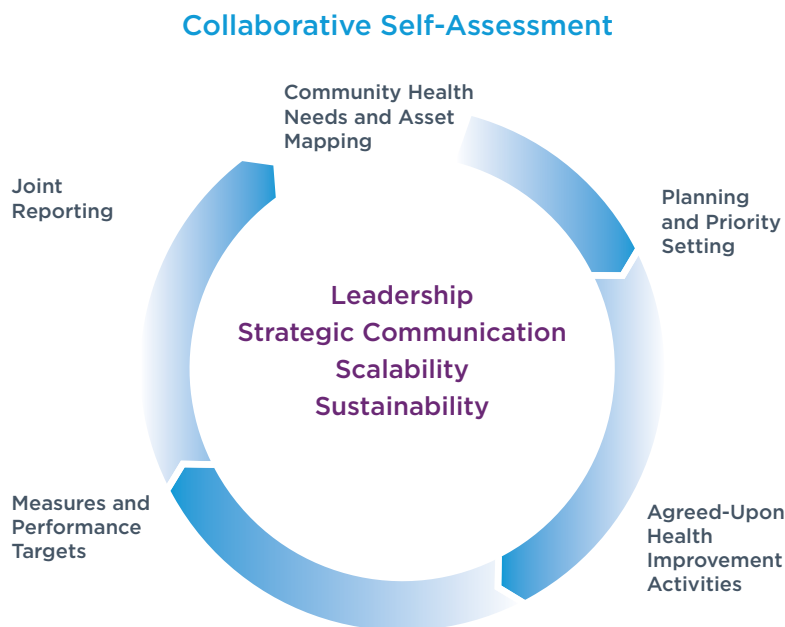 Collaborative Self-Assessment
Community Health
Needs and Asset
Mapping
Planning
and Priority
Setting
Agreed-Upon
Health
Improvement
Activities
Measures and
Performance
Targets
Joint
Reporting
Leadership
Strategic Communication
Scalability
Sustainability